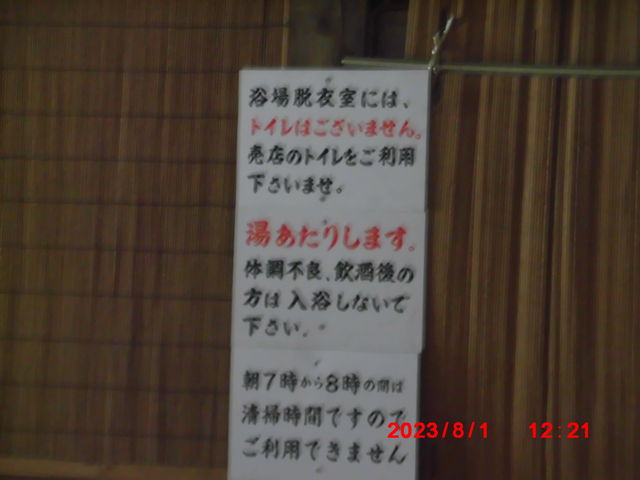 浴場脱衣室には、
トイレはございません。
売店のトイレをご利用
下さいませ。
湯あたりします。
体調不良、飲酒後の
方は入浴しないで
下さい。
朝7時から8時の間は
清掃時間ですので
ご利用できません
2023/8/1 12:21